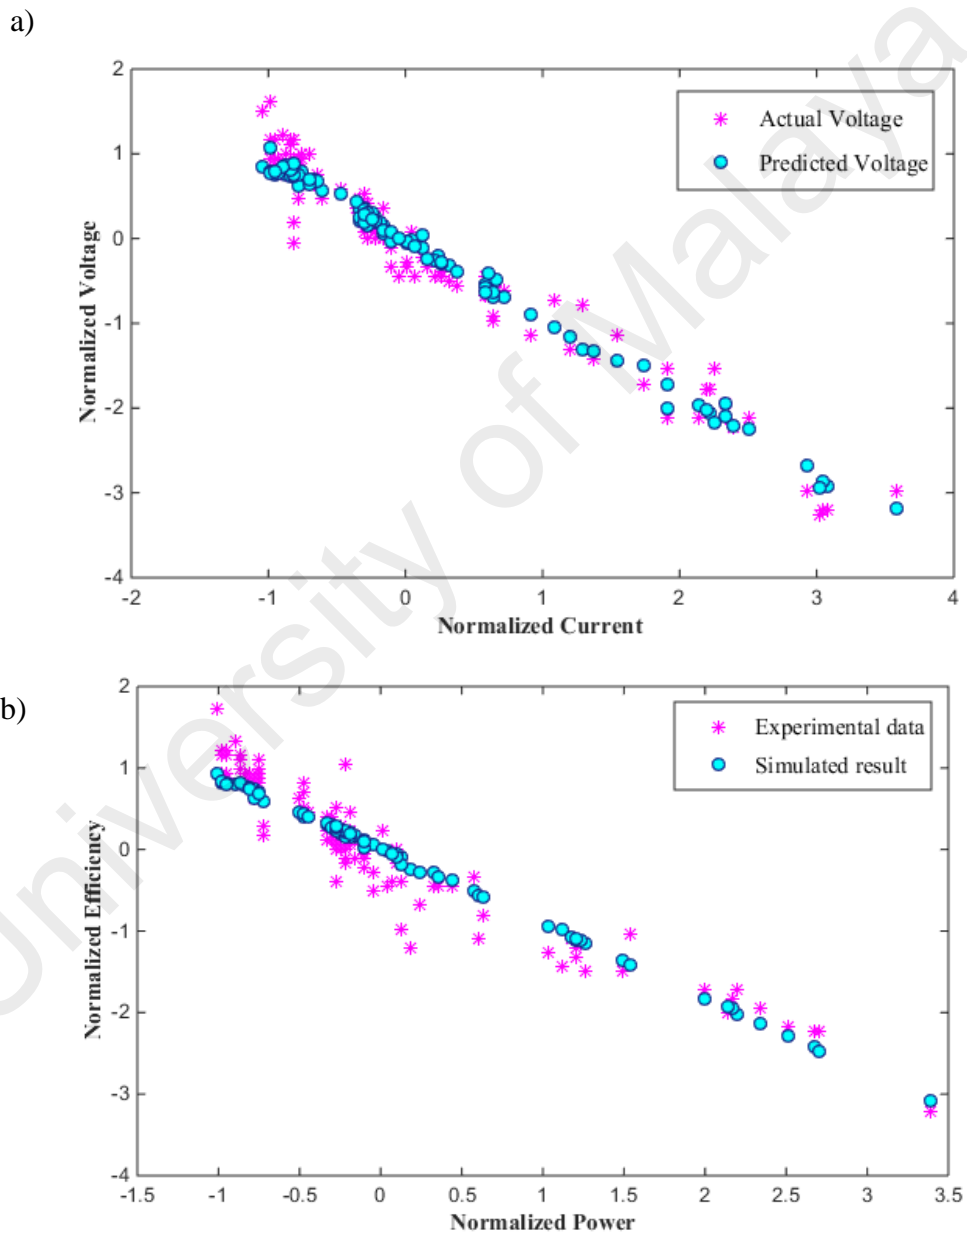 a)
2
1
0
-1
-2
-3
-4
-2
-1
0
1
2
3
4
Normalized Voltage
Normalized Current
Actual Voltage
Predicted Voltage
b)
2
1
0
-1
-2
-3
-4
-1.5
-1
-0.5
0
0.5
1
1.5
2
2.5
3
3.5
Normalized Efficiency
Normalized Power
Experimental data
Simulated result
University of Malaya